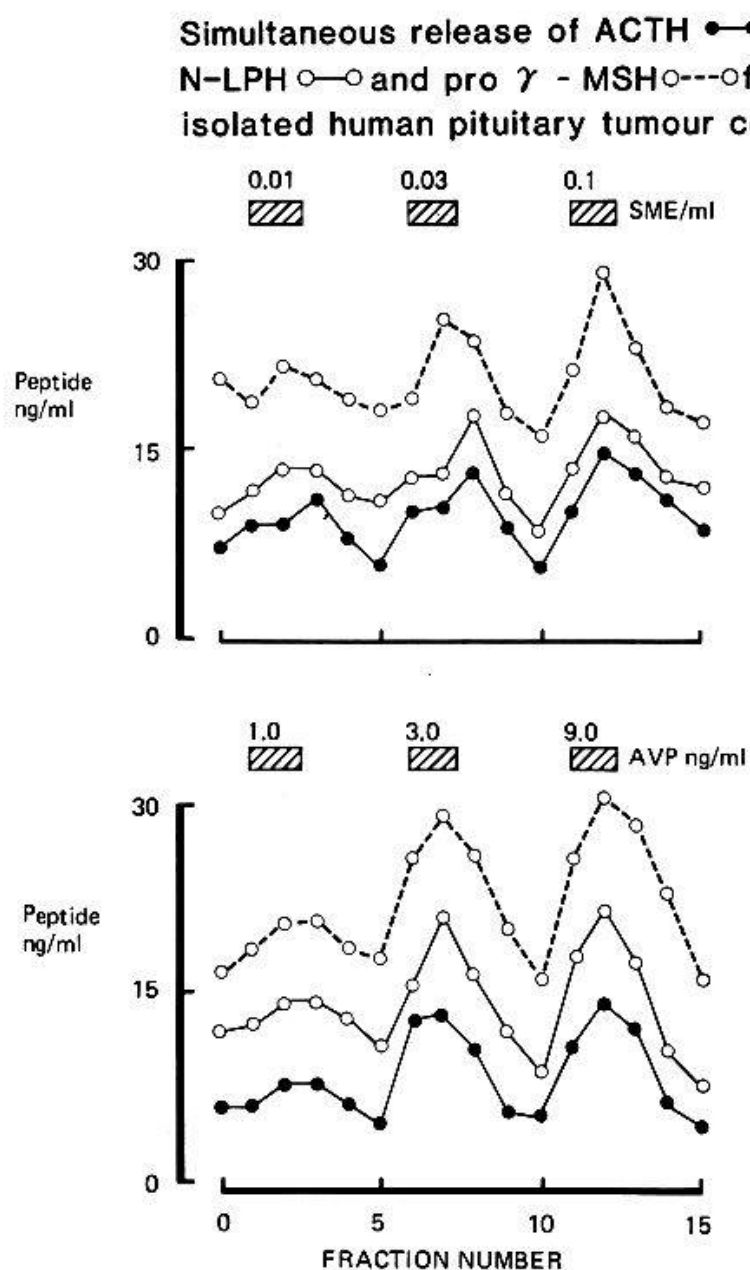 Simultaneous release of ACTH
N-LPH and pro γ - MSH
isolated human pituitary tumour
0.01 0.03 0.1
SME/ml
30
Peptide
ng/ml
15
0
1.0 3.0 9.0
AVP ng/ml
30
Peptide
ng/ml
15
0
0 5 10 15
FRACTION NUMBER